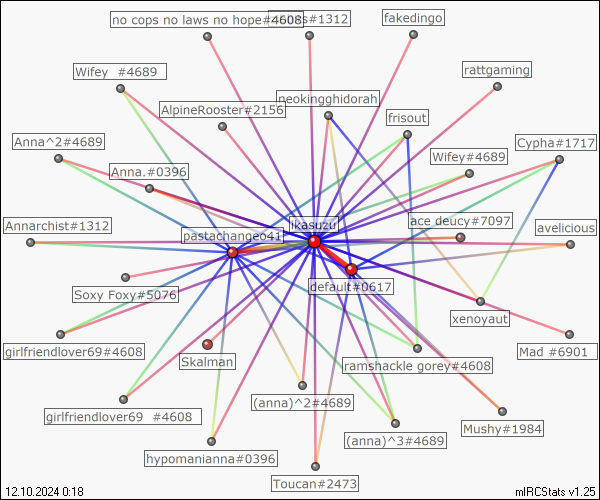 no cops no laws no hope#4608
fakedingo
Wifey  #4689
rattgaming
neokingghidorah
AlpineRooster#2156
frisout
Anna^2#4689
Cypha#1717
Wifey#4689
Anna.#0396
Annarchist#1312
ikasuzu
ace deucy#7097
avelicious
pastachange041
default#0617
Soxy Foxy#5076
xenoyaut
girlfriendlover69#4608
Skalman
ramshackle gorey#4608
Mad #6901
(anna)^2#4689
girlfriendlover69  #4608
Mushy#1984
(anna)^3#4689
hypomanianna#0396
Toucan#2473
12.10.2024 0:18
mIRCStats v1.25